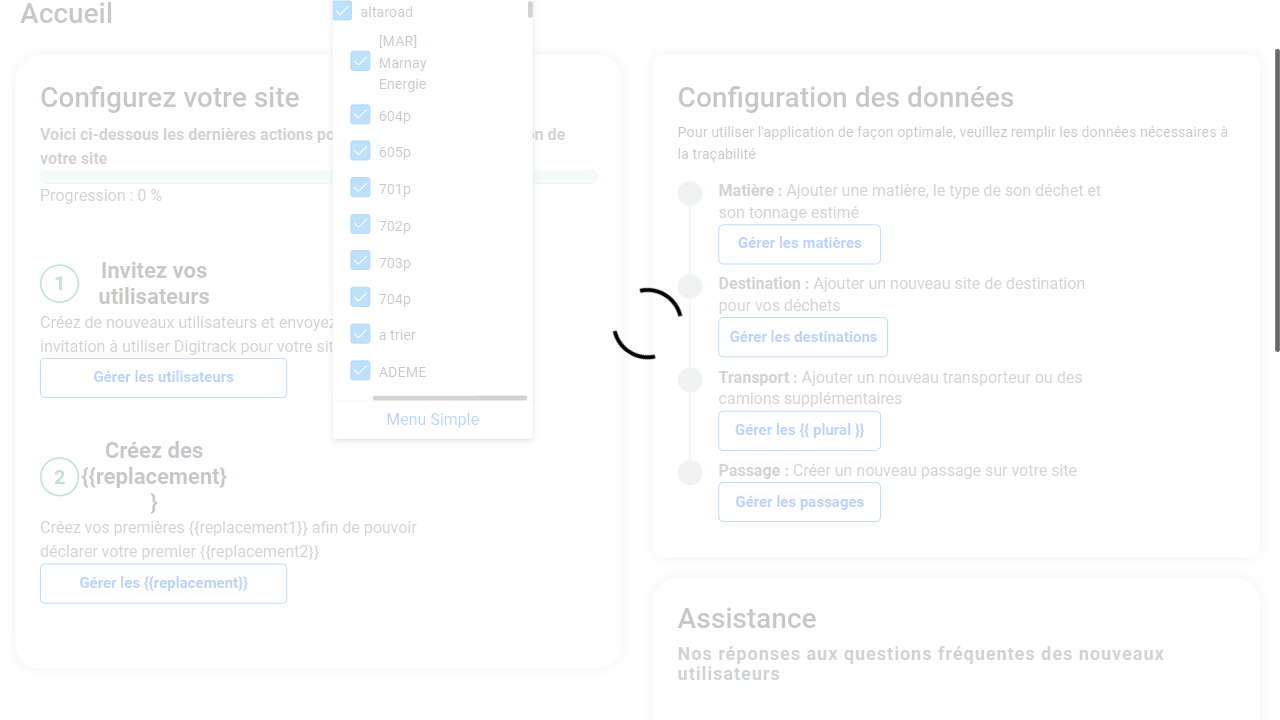 Accueil
altaroad
[MAR]
Marnay
Energie
604p
605p
701p
702p
703p
704p
a trier
ADEME
Menu Simple
Configurez votre site
Voici ci-dessous les dernières actions po
on de
votre site
Progression : 0 %
1
Invitez vos
utilisateurs
Créez de nouveaux utilisateurs et envoyez
invitation à utiliser Digitrack pour votre sit
Gérer les utilisateurs
2
Créez des
{{replacement}
}
Créez vos premières {{replacement1}} afin de pouvoir
déclarer votre premier {{replacement2}}
Gérer les {{replacement}}
Configuration des données
Pour utiliser l'application de façon optimale, veuillez remplir les données nécessaires à
la traçabilité
Matière : Ajouter une matière, le type de son déchet et
son tonnage estimé
Gérer les matières
Destination : Ajouter un nouveau site de destination
pour vos déchets
Gérer les destinations
Transport : Ajouter un nouveau transporteur ou des
camions supplémentaires
Gérer les {{ plural }}
Passage : Créer un nouveau passage sur votre site
Gérer les passages
Assistance
Nos réponses aux questions fréquentes des nouveaux
utilisateurs